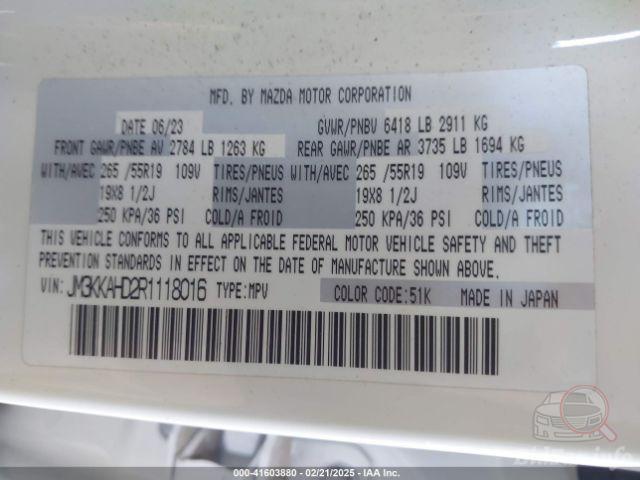 MFD. BY MAZDA MOTOR CORPORATION
DATE 06/23 GVWR/PNBV 6418 LB 2911 KG
FRONT GAWR/PNBE AV 2784 LB 1263 KG REAR GAWR/PNBE AR 3735 LB 1694 KG
WITH/AVEC 265 /55R19 109V TIRES/PNEUS WITH/AVEC 265 /55R19 109V TIRES/PNEUS
19X8 1/2J RIMS/JANTES 19X8 1/2J RIMS/JANTES
250 KPA/36 PSI COLD/A FROID 250 KPA/36 PSI COLD/A FROID
THIS VEHICLE CONFORMS TO ALL APPLICABLE FEDERAL MOTOR VEHICLE SAFETY AND THEFT
PREVENTION STANDARDS IN EFFECT ON THE DATE OF MANUFACTURE SHOWN ABOVE.
VIN: JM3KKAHD2R1118016 TYPE:MPV COLOR CODE:51K MADE IN JAPAN
000-41603880 - 02/21/2025 - IAA Inc.